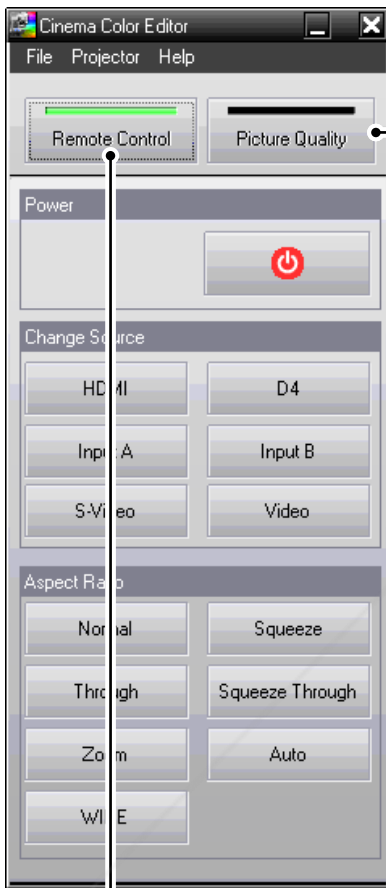 Cinema Color Editor
File Projector Help
Remote Control Picture Quality
Power
Change Source
HDMI D4
Input A Input B
S-Video Video
Aspect Ratio
Normal Squeeze
Through Squeeze Through
Zoom Auto
WIDE